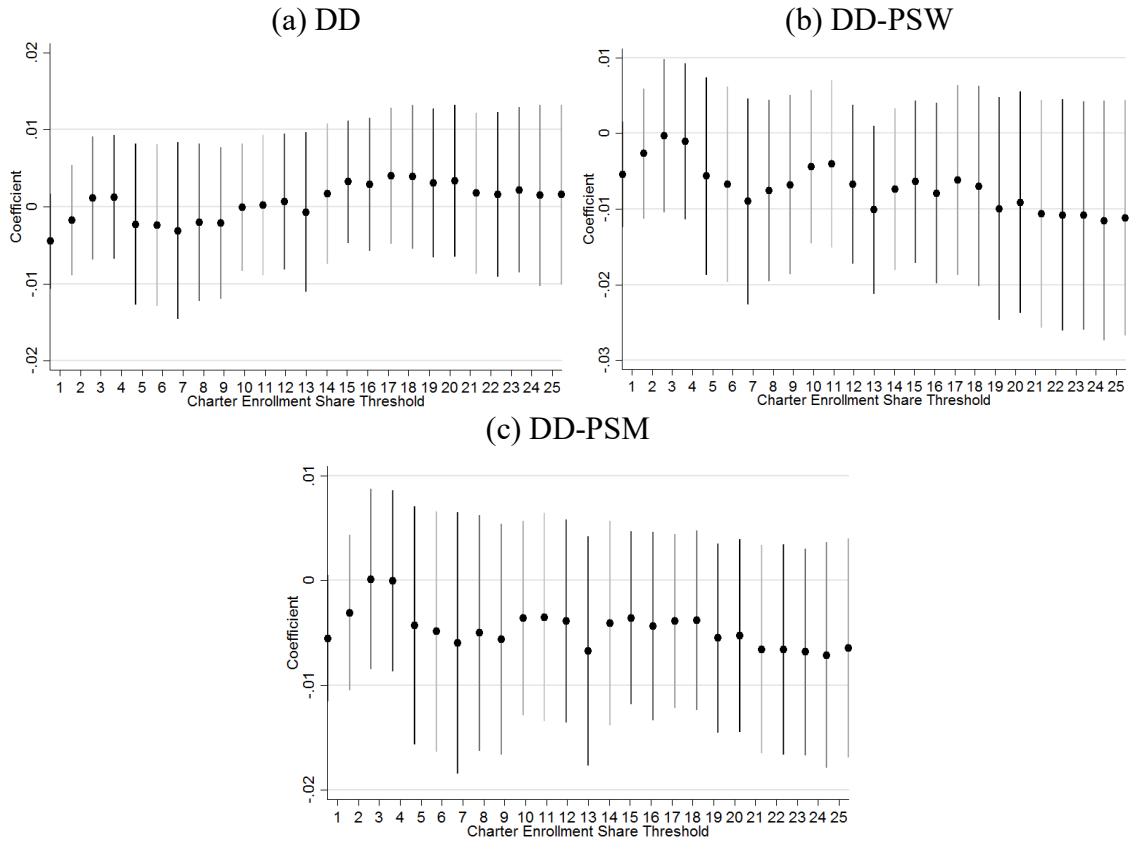 (a) DD
.02
.01
0
-.01
-.02
Coefficient
1 2 3 4 5 6 7 8 9 10 11 12 13 14 15 16 17 18 19 20 21 22 23 24 25
Charter Enrollment Share Threshold
(b) DD-PSW
.01
0
-.01
-.02
-.03
Coefficient
1 2 3 4 5 6 7 8 9 10 11 12 13 14 15 16 17 18 19 20 21 22 23 24 25
Charter Enrollment Share Threshold
(c) DD-PSM
.01
0
-.01
-.02
Coefficient
1 2 3 4 5 6 7 8 9 10 11 12 13 14 15 16 17 18 19 20 21 22 23 24 25
Charter Enrollment Share Threshold